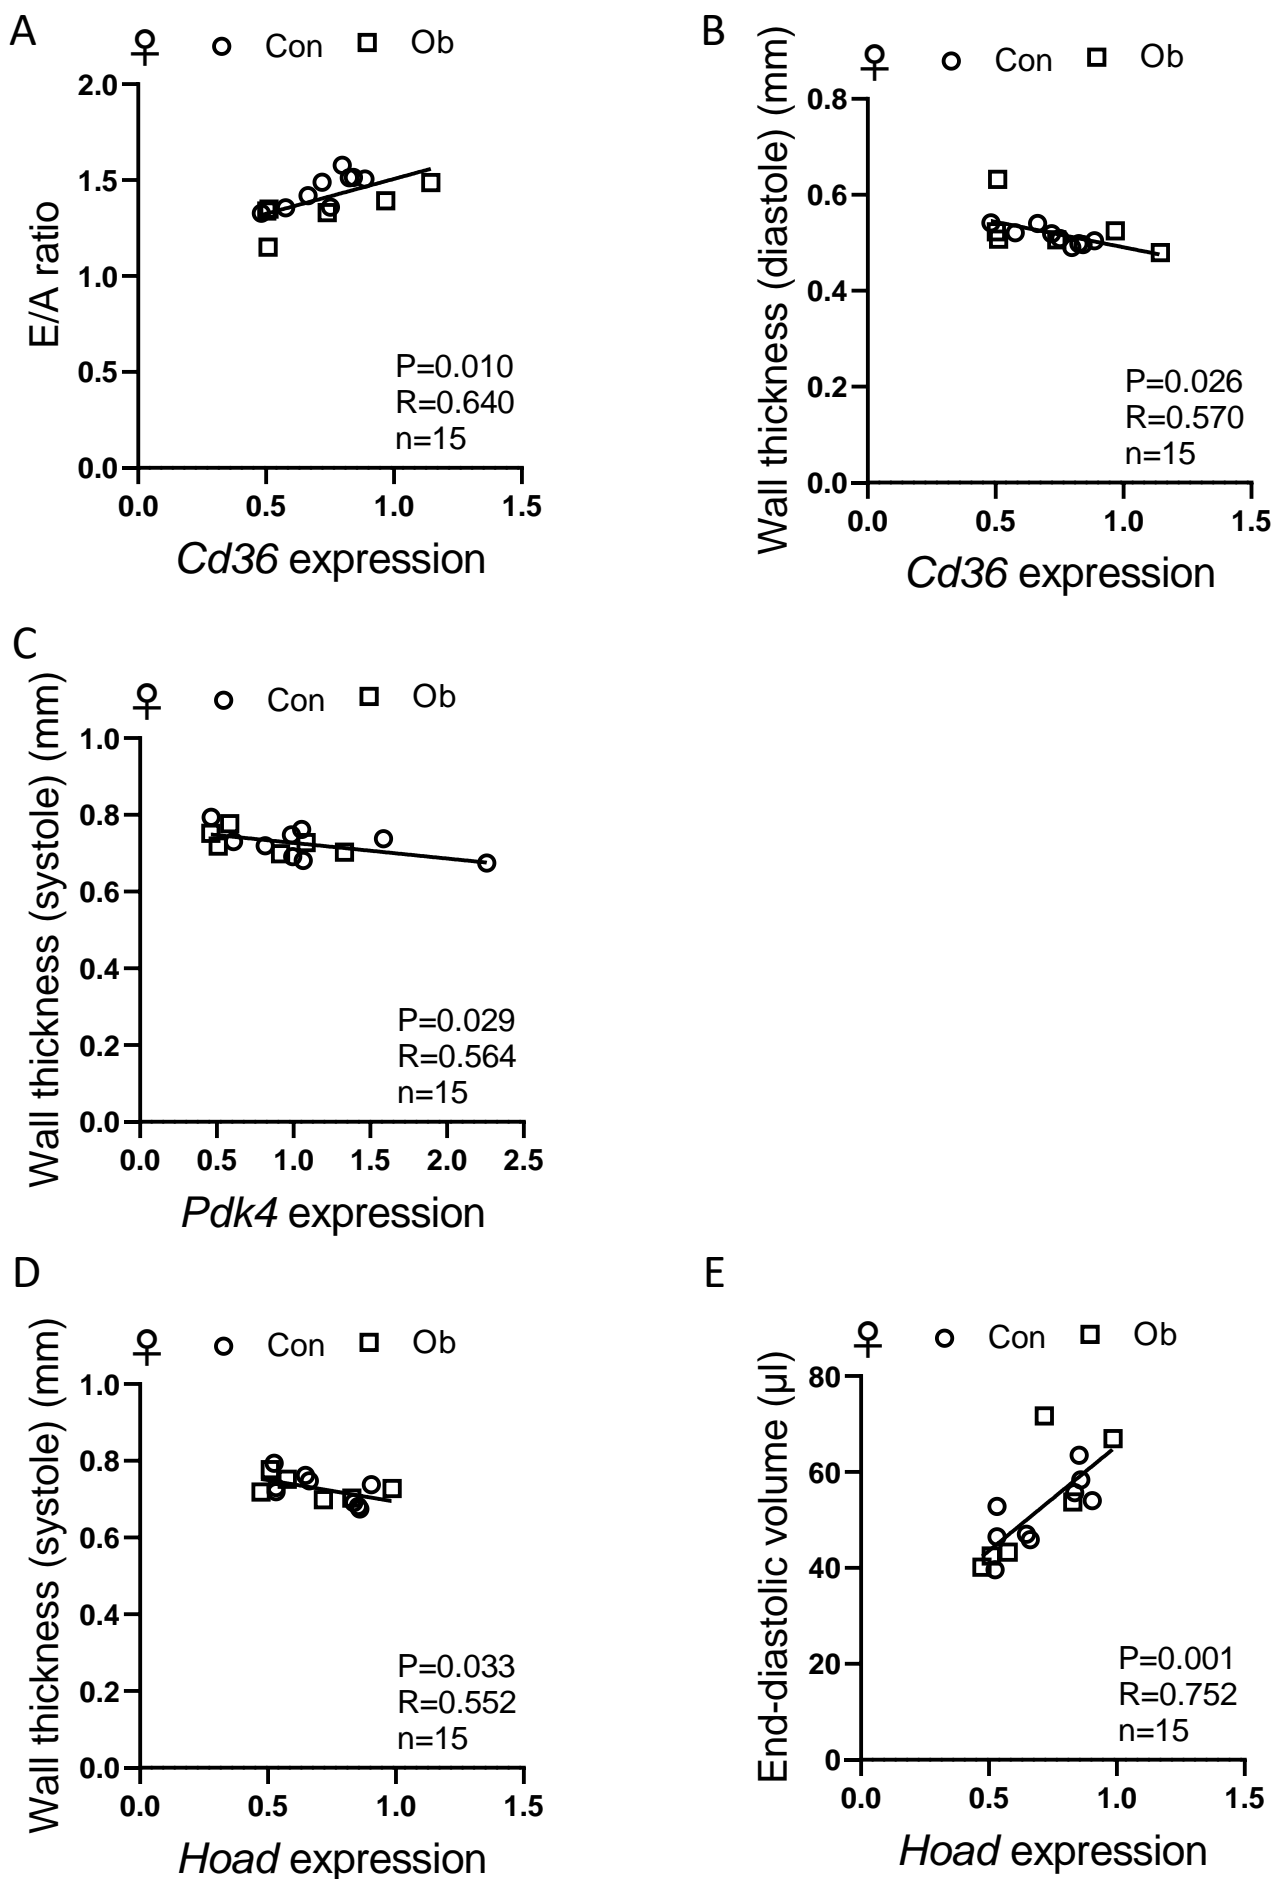 A
♀ Con Ob
2.0
1.5
1.0
0.5
0.0
E/A ratio
P=0.010
R=0.640
n=15
0.0 0.5 1.0 1.5
Cd36 expression
B
♀ Con Ob
0.8
0.6
0.4
0.2
0.0
Wall thickness (diastole) (mm)
P=0.026
R=0.570
n=15
0.0 0.5 1.0 1.5
Cd36 expression
C
♀ Con Ob
1.0
0.8
0.6
0.4
0.2
0.0
Wall thickness (systole) (mm)
P=0.029
R=0.564
n=15
0.0 0.5 1.0 1.5 2.0 2.5
Pdk4 expression
D
♀ Con Ob
1.0
0.8
0.6
0.4
0.2
0.0
Wall thickness (systole) (mm)
P=0.033
R=0.552
n=15
0.0 0.5 1.0 1.5
Hoad expression
E
♀ Con Ob
80
60
40
20
0
End-diastolic volume (μl)
P=0.001
R=0.752
n=15
0.0 0.5 1.0 1.5
Hoad expression